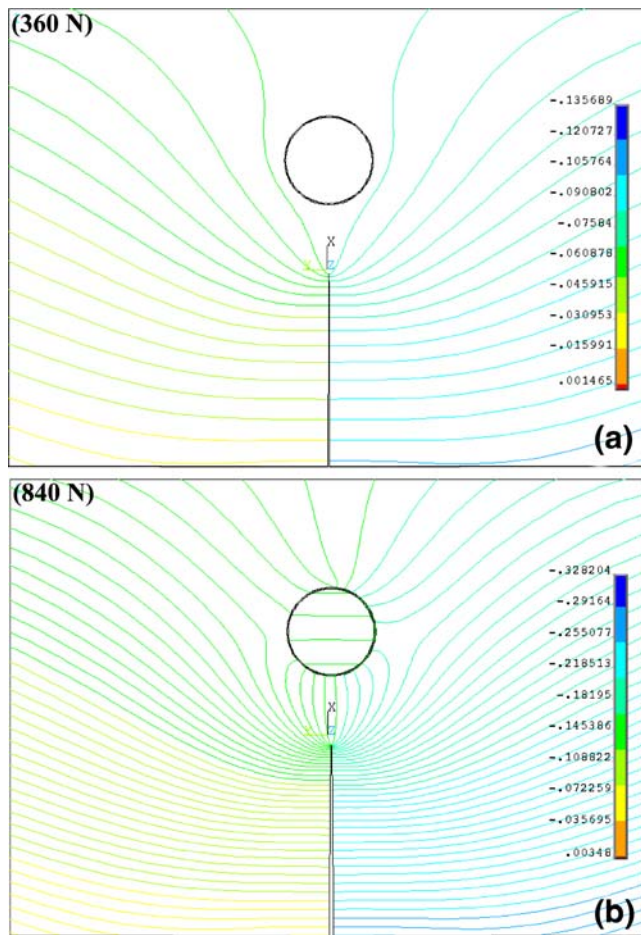 (360 N)
-.135689
-.120727
-.105764
-.090802
-.07584
-.060878
-.045915
-.030953
-.015991
.001465
X
Y Z
(a)
(840 N)
-.328204
-.29164
-.255077
-.218513
-.18195
-.145386
-.108822
-.072259
-.035695
.00348
X
Y Z
(b)